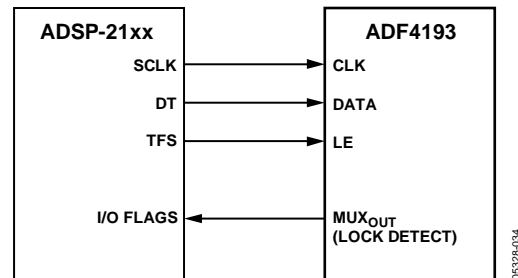 ADSP-21xx
ADF4193
SCLK
CLK
DT
DATA
TFS
LE
I/O FLAGS
MUXOUT
(LOCK DETECT)
05328-034